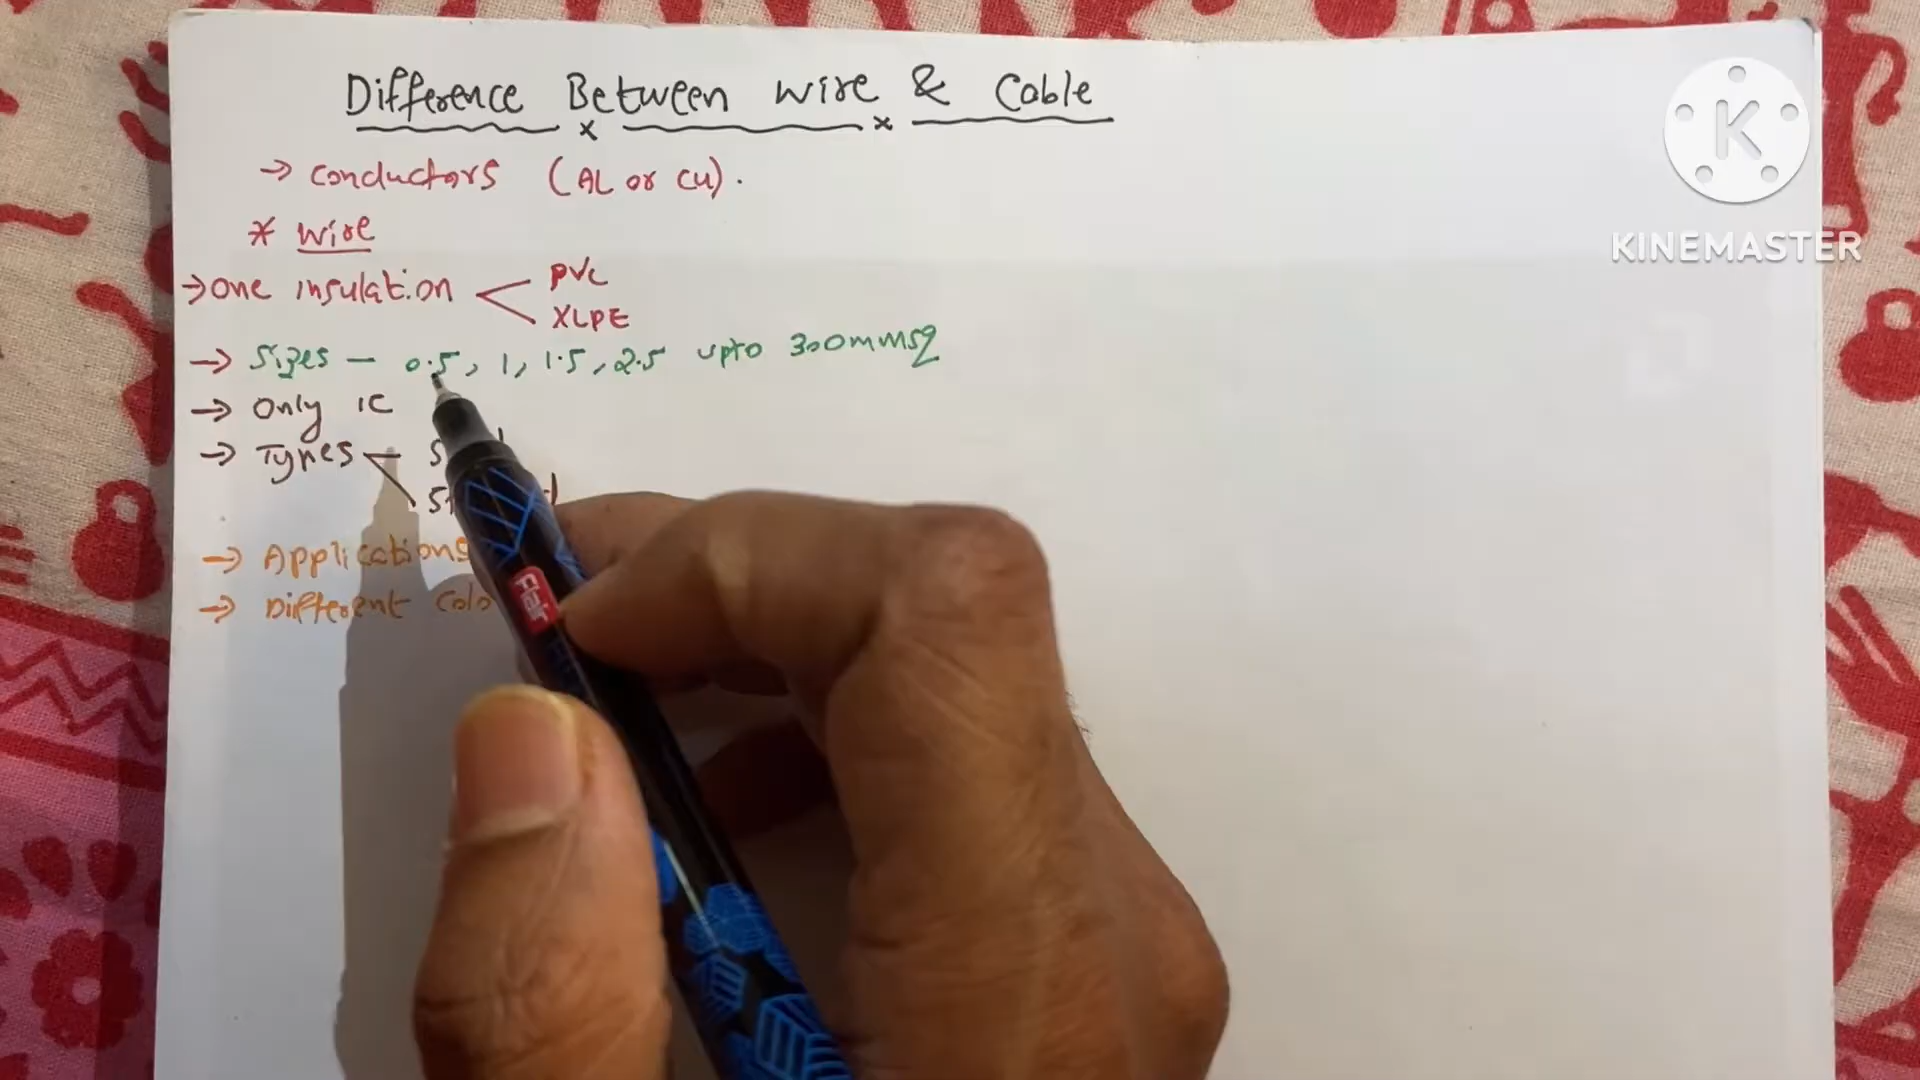 Difference Between wire & Cable
→ conductors (AL or CU).
* wire
→ one insulation
PVC
XLPE
→ Sizes – 0.5, 1, 1.5, 2.5 upto 300mmsq
→ Only 1C
→ Types
→ Applications
→ Different
Flair
K
KINEMASTER